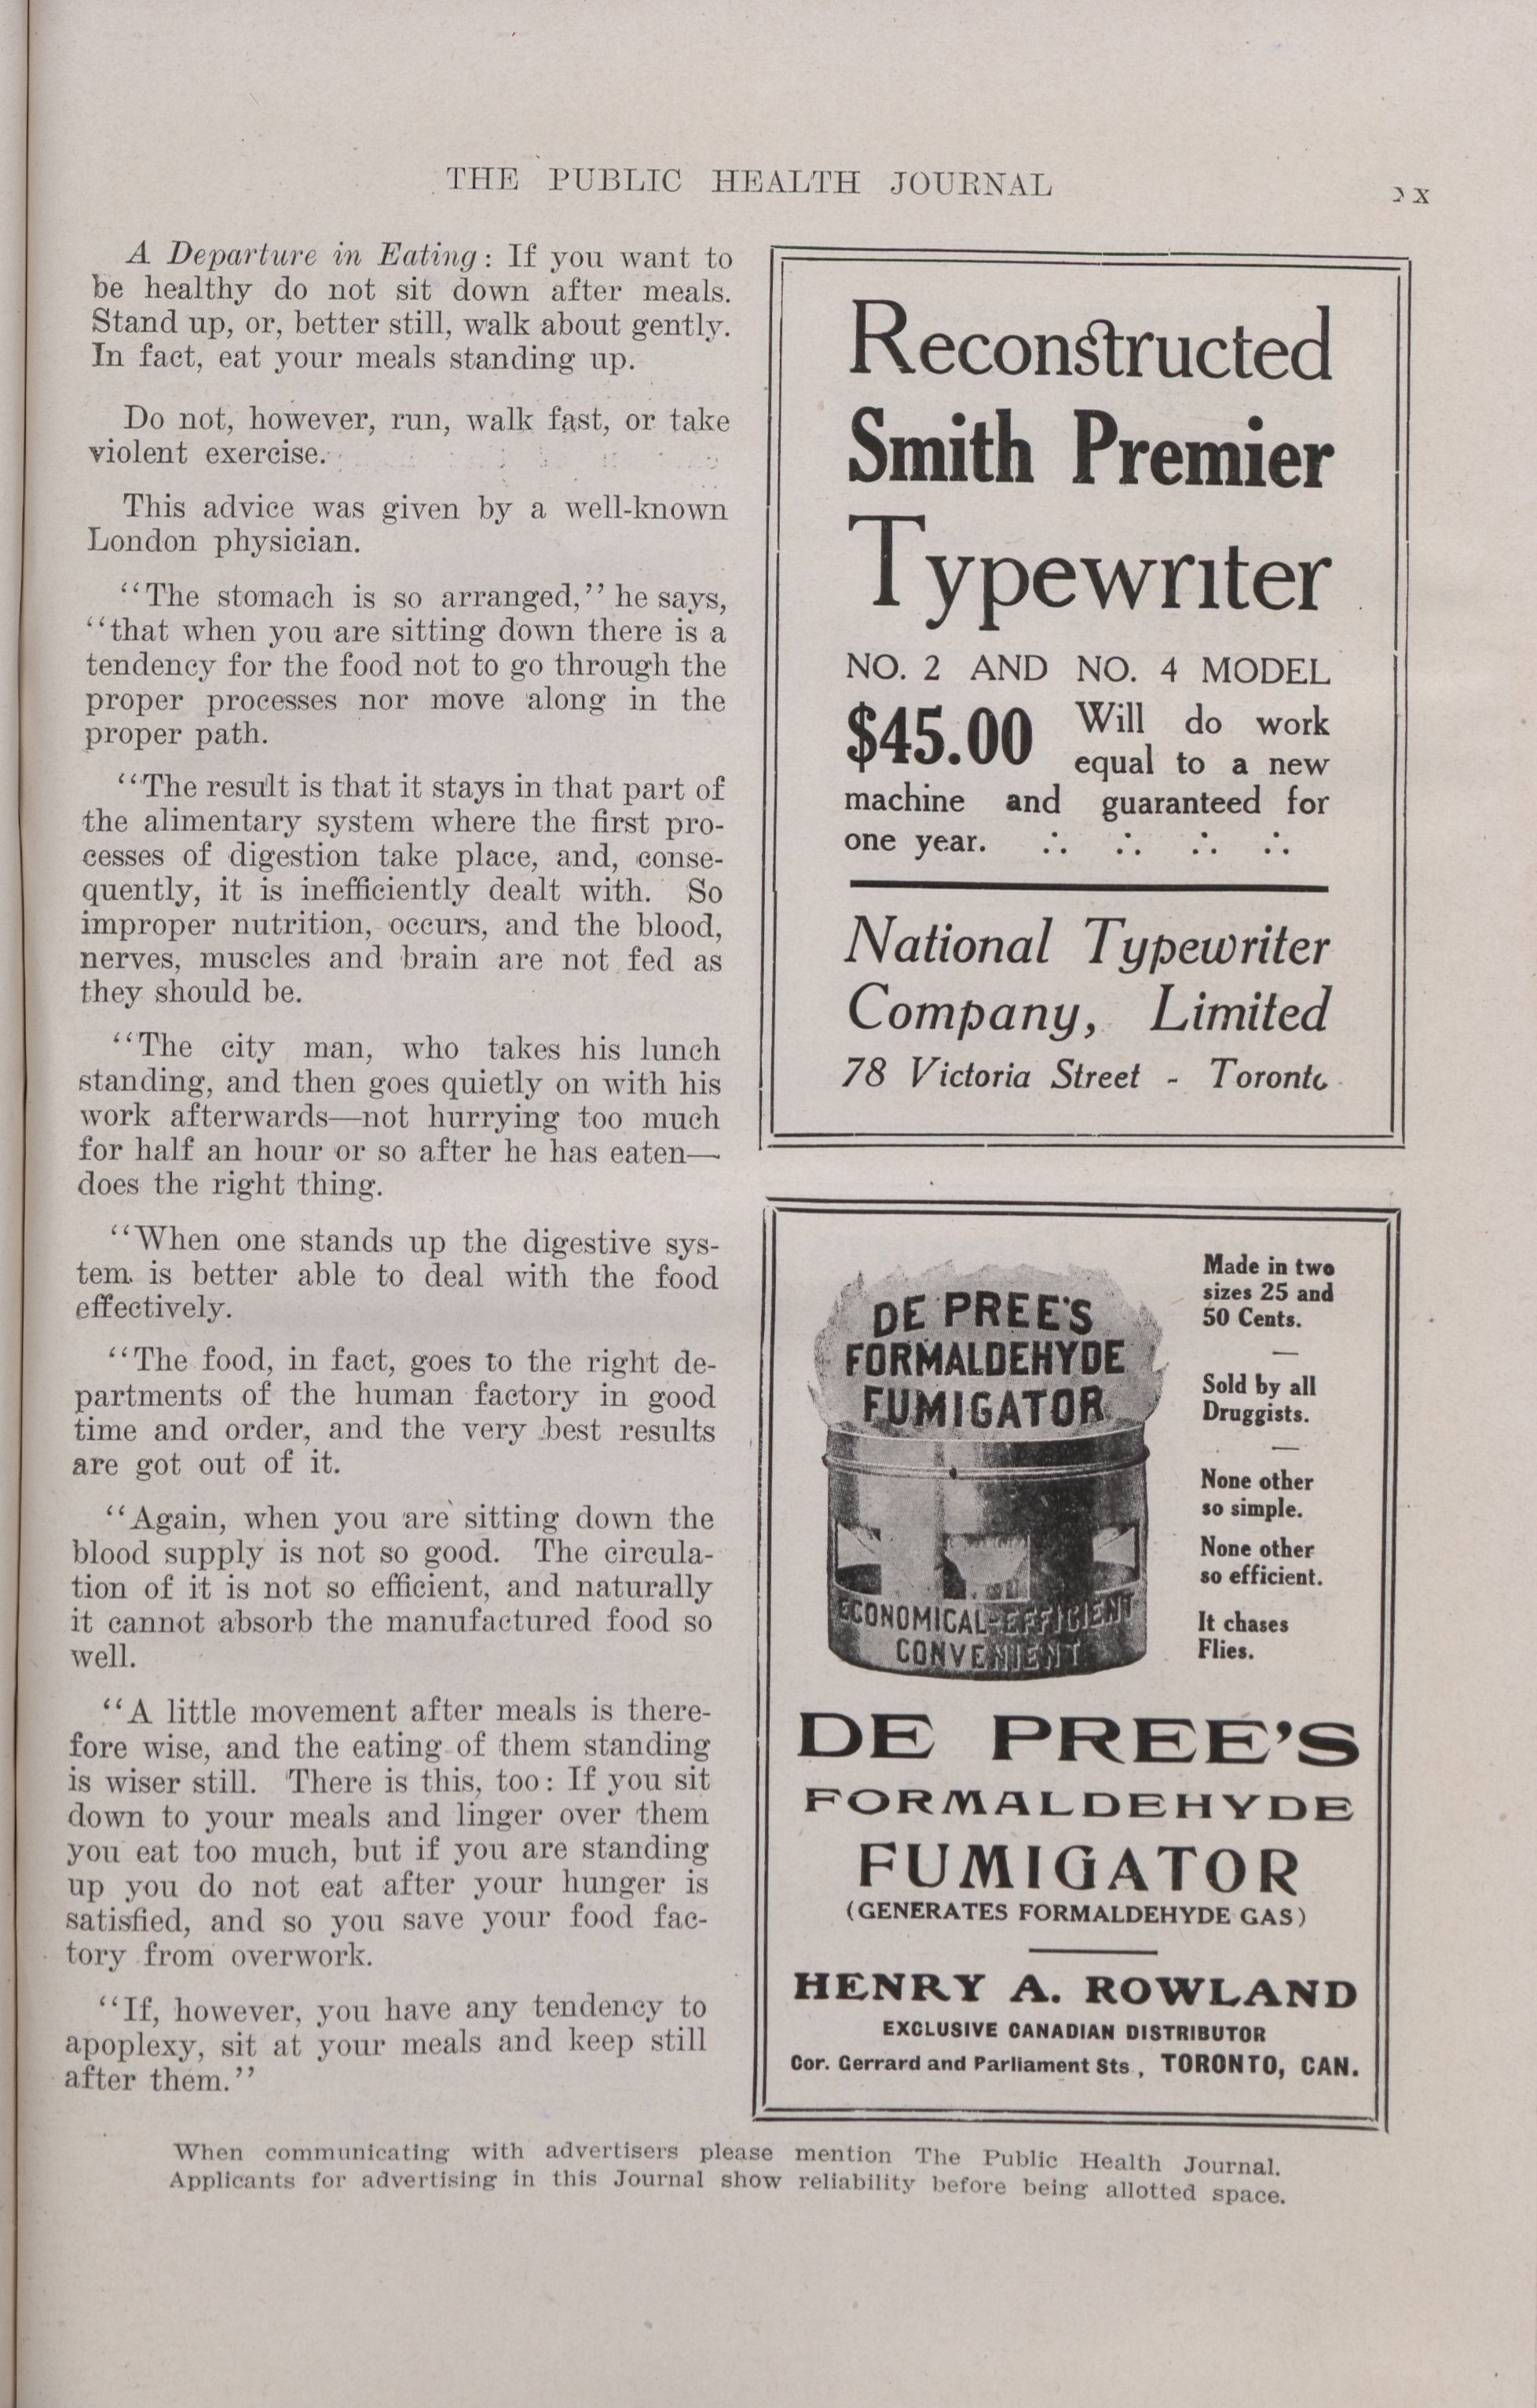 THE PUBLIC HEALTH JOURNAL
A Departure in Eating: If you want to
be healthy do not sit down after meals.
Stand up, or, better still, walk about gently.
In fact, eat your meals standing up.
Do not, however, run, walk fast, or take
violent exercise.
This advice was given by a well-known
London physician.
‘‘The stomach is so arranged,’’ he says,
‘‘that when you are sitting down there is a
tendency for the food not to go through the
proper processes nor move along in the
proper path.
‘‘The result is that it stays in that part of
the alimentary system where the first pro-
cesses of digestion take place, and, conse-
quently, it is inefficiently dealt with. So
improper nutrition, occurs, and the blood,
nerves, muscles and brain are not fed as
they should be.
‘‘The city man, who takes his lunch
standing, and then goes quietly on with his
work afterwards—not hurrying too much
for half an hour or so after he has eaten—
does the right thing.
‘‘When one stands up the digestive sys-
tem is better able to deal with the food
effectively.
‘‘The food, in fact, goes to the right de-
partments of the human factory in good
time and order, and the very best results
are got out of it.
‘‘Again, when you are sitting down the
blood supply is not so good. The circula-
tion of it is not so efficient, and naturally
it cannot absorb the manufactured food so
well.
‘‘A little movement after meals is there-
fore wise, and the eating of them standing
is wiser still. There is this, too: If you sit
down to your meals and linger over them
you eat too much, but if you are standing
up you do not eat after your hunger is
satisfied, and so you save your food fac-
tory from overwork.
‘‘If, however, you have any tendency to
apoplexy, sit at your meals and keep still
after them.’’
Reconstructed
Smith Premier
Typewriter
NO. 2 AND NO. 4 MODEL
$45.00 Will do work
equal to a new
machine and guaranteed for
one year. ∴ ∴ ∴ ∴
National Typewriter
Company, Limited
78 Victoria Street - Toronto
DE PREE'S
FORMALDEHYDE
FUMIGATOR
ECONOMICAL-EFFICIENT
CONVENIENT
Made in two
sizes 25 and
50 Cents.
—
Sold by all
Druggists.
—
None other
so simple.
None other
so efficient.
It chases
Flies.
DE PREE'S
FORMALDEHYDE
FUMIGATOR
(GENERATES FORMALDEHYDE GAS)
HENRY A. ROWLAND
EXCLUSIVE CANADIAN DISTRIBUTOR
Cor. Gerrard and Parliament Sts., TORONTO, CAN.
When communicating with advertisers please mention The Public Health Journal.
Applicants for advertising in this Journal show reliability before being allotted space.